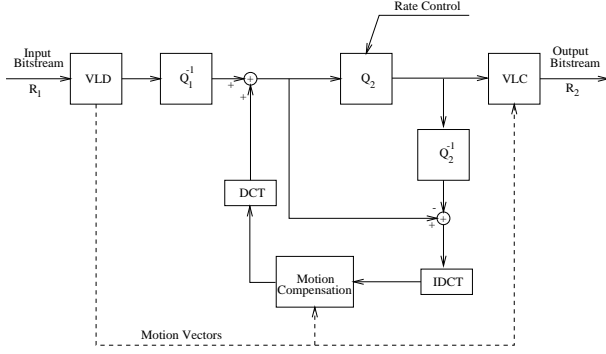 Rate Control
Input
Bitstream
R1
VLD
Q1^-1
+
+
+
Q2
VLC
Output
Bitstream
R2
Q2^-1
DCT
-
+
+
IDCT
Motion
Compensation
Motion Vectors